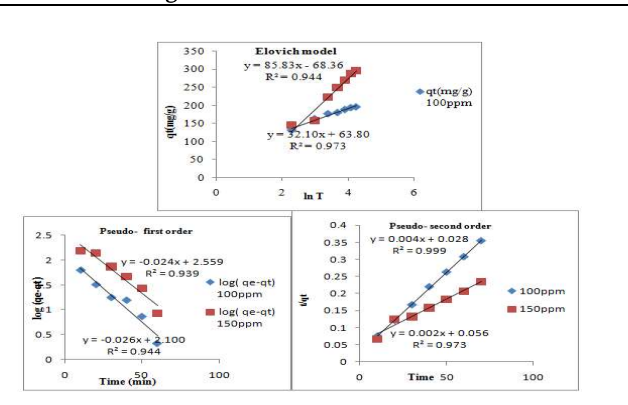 Elovich model
y = 85.83x - 68.36
R² = 0.944
y = 32.10x + 63.80
R² = 0.973
qt(mg/g)
350
300
250
200
150
100
50
0
0 2 4 6
ln T
qt(mg/g)
100ppm
Pseudo- first order
y = -0.024x + 2.559
R² = 0.939
y = -0.026x + 2.100
R² = 0.944
log (qe-qt)
2.5
2
1
0.5
0
0 100
Time (min)
log( qe-qt)
100ppm
log( qe-qt)
150ppm
Pseudo- second order
y = 0.004x + 0.028
R² = 0.999
y = 0.002x + 0.056
R² = 0.973
t/qt
0.4
0.35
0.3
0.25
0.2
0.15
0.1
0.05
0
0 50 100
Time
100ppm
150ppm